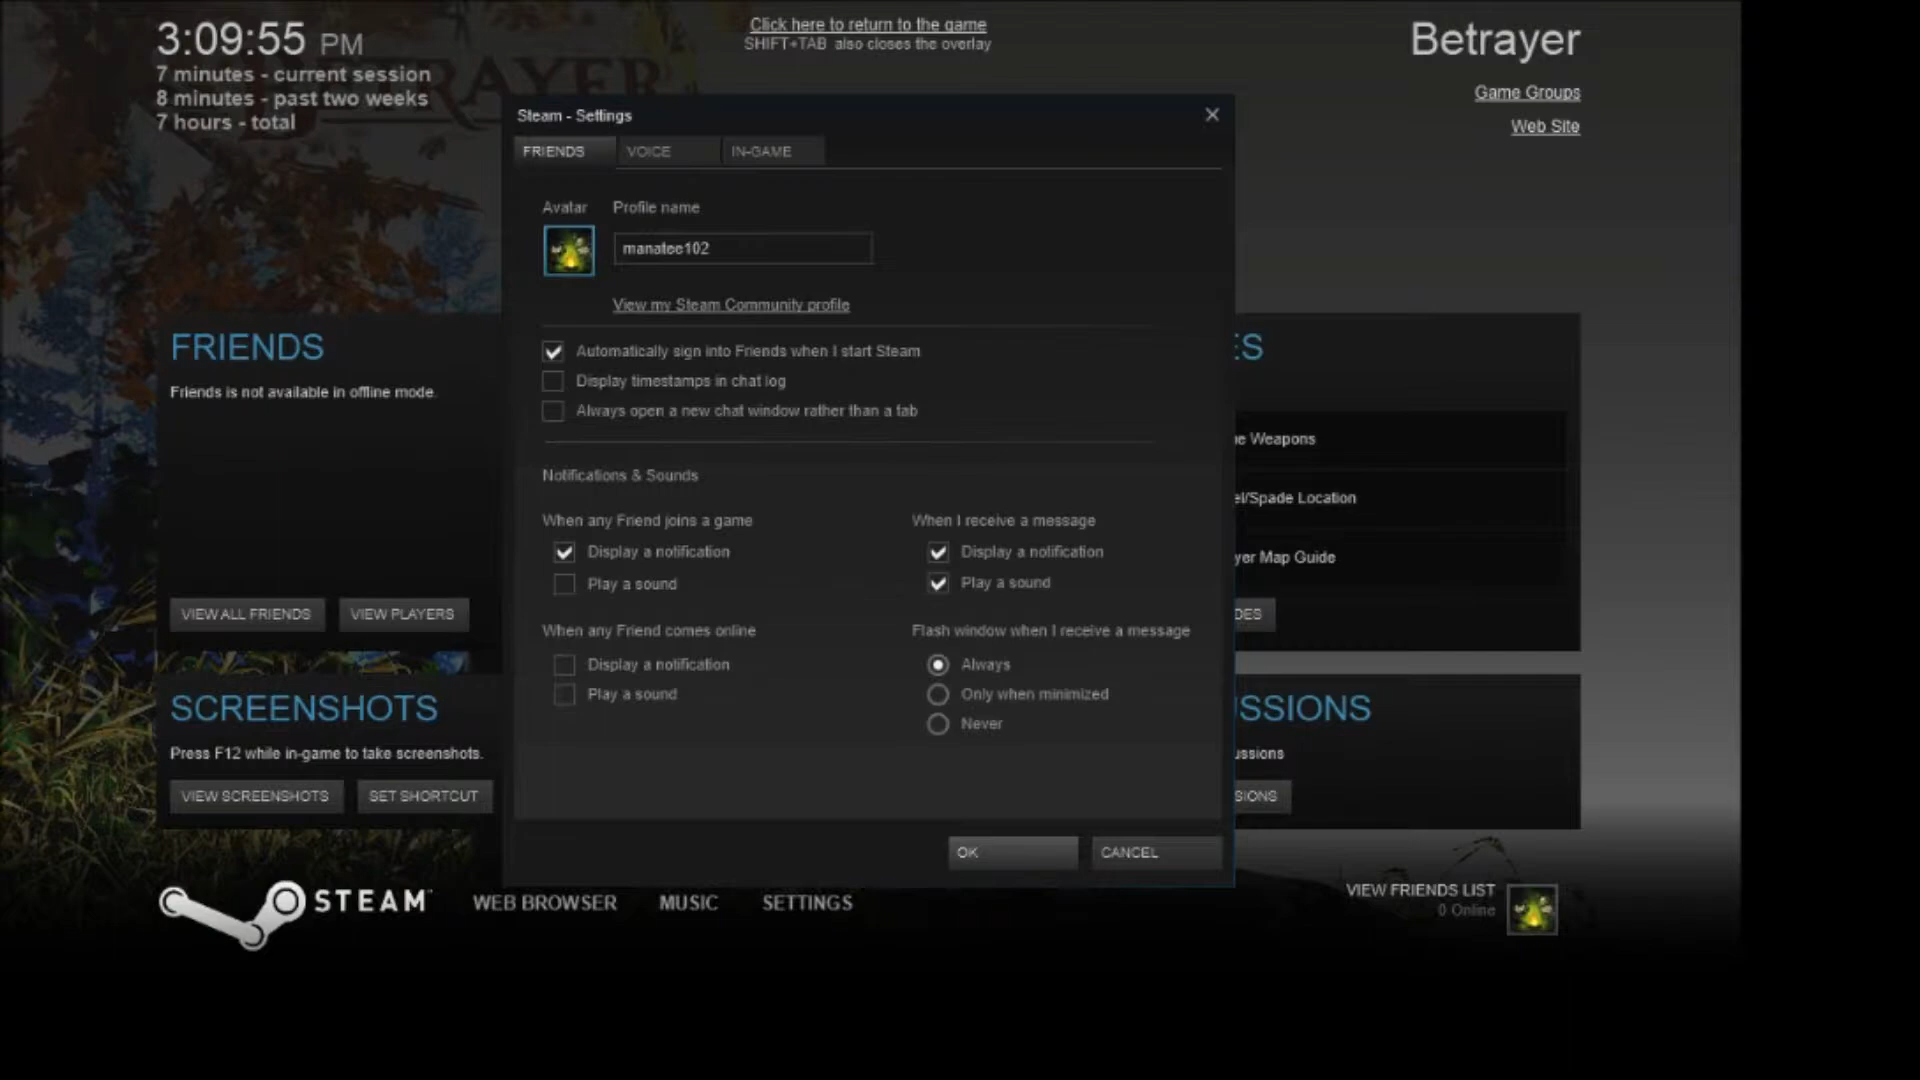 3:09:55 PM
7 minutes - current session
8 minutes - past two weeks
7 hours - total
Click here to return to the game
SHIFT+TAB also closes the overlay
Betrayer
Game Groups
Web Site
Steam - Settings
FRIENDS
VOICE
IN-GAME
Avatar
Profile name
manatee102
View my Steam Community profile
Automatically sign into Friends when I start Steam
Display timestamps in chat log
Always open a new chat window rather than a tab
Notifications & Sounds
When any Friend joins a game
Display a notification
Play a sound
When I receive a message
Display a notification
Play a sound
When any Friend comes online
Display a notification
Play a sound
Flash window when I receive a message
Always
Only when minimized
Never
OK
CANCEL
FRIENDS
Friends is not available in offline mode.
VIEW ALL FRIENDS
VIEW PLAYERS
SCREENSHOTS
Press F12 while in-game to take screenshots.
VIEW SCREENSHOTS
SET SHORTCUT
Weapons
el/Spade Location
yer Map Guide
DES
SSIONS
ussions
SIONS
STEAM
WEB BROWSER
MUSIC
SETTINGS
VIEW FRIENDS LIST
0 Online